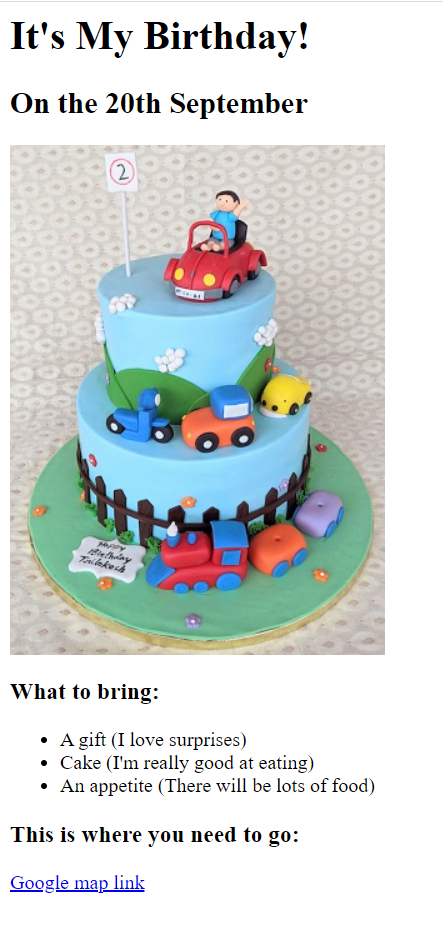 It's My Birthday!
On the 20th September
2
Happy
Birthday
What to bring:
A gift (I love surprises)
Cake (I'm really good at eating)
An appetite (There will be lots of food)
This is where you need to go:
Google map link